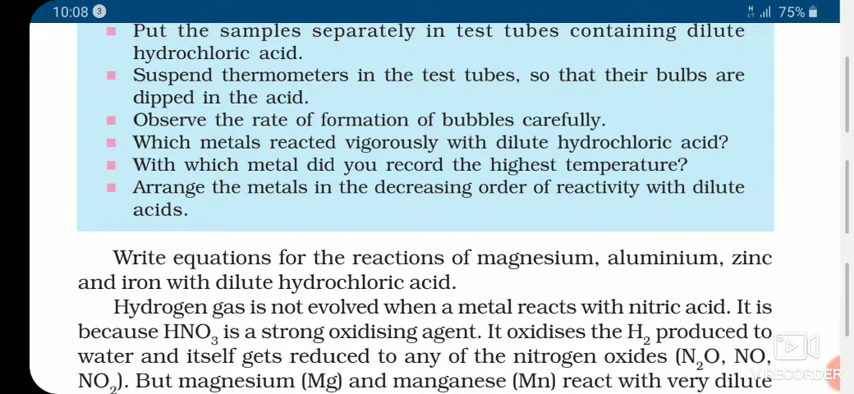 10:08 3 75%
Put the samples separately in test tubes containing dilute
hydrochloric acid.
Suspend thermometers in the test tubes, so that their bulbs are
dipped in the acid.
Observe the rate of formation of bubbles carefully.
Which metals reacted vigorously with dilute hydrochloric acid?
With which metal did you record the highest temperature?
Arrange the metals in the decreasing order of reactivity with dilute
acids.
Write equations for the reactions of magnesium, aluminium, zinc
and iron with dilute hydrochloric acid.
Hydrogen gas is not evolved when a metal reacts with nitric acid. It is
because HNO₃ is a strong oxidising agent. It oxidises the H₂ produced to
water and itself gets reduced to any of the nitrogen oxides (N₂O, NO,
NO₂). But magnesium (Mg) and manganese (Mn) react with very dilute
V RECORDER